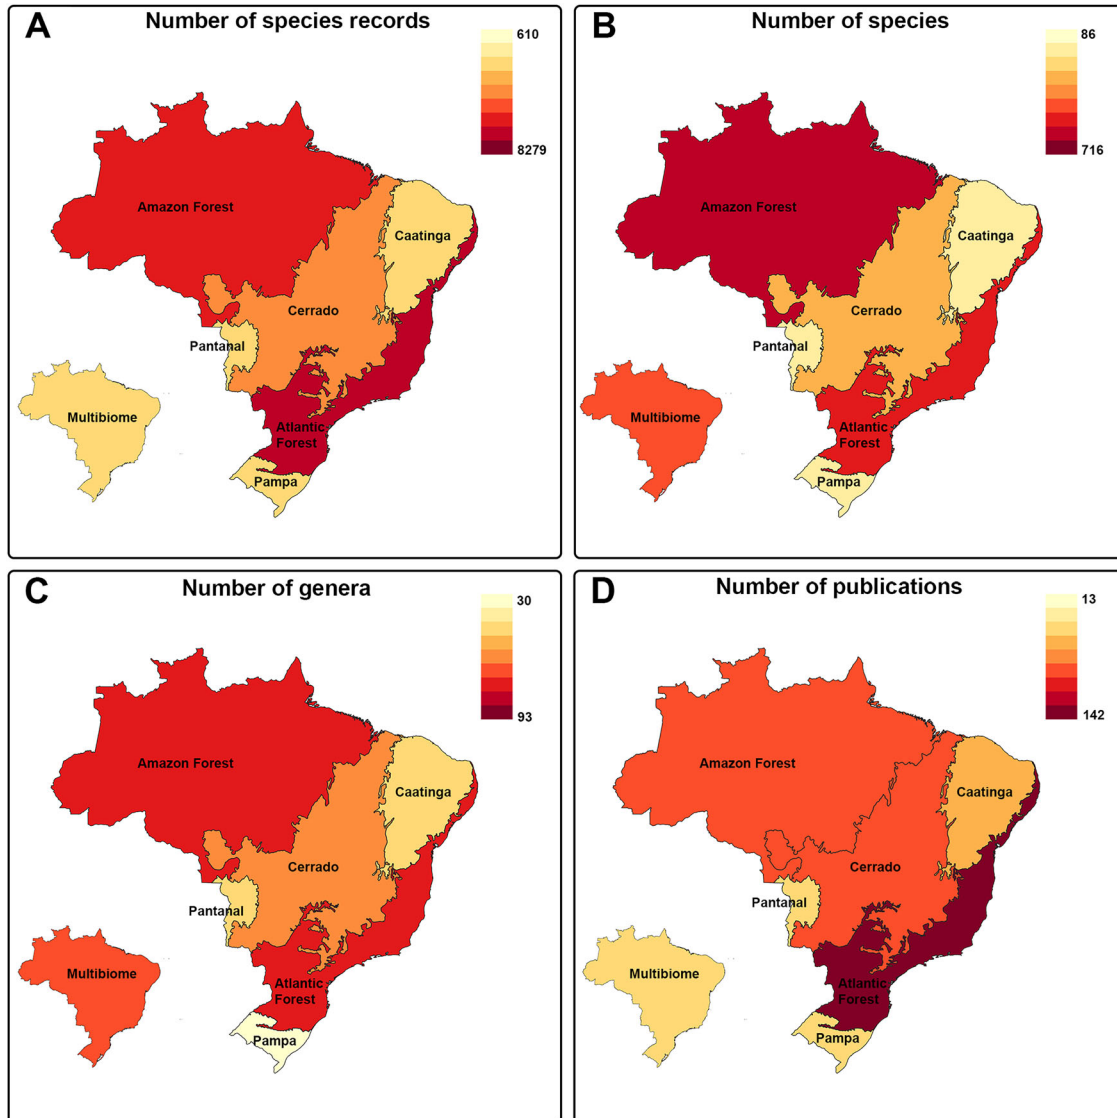 A
Number of species records
610
8279
Amazon Forest
Caatinga
Cerrado
Pantanal
Multibiome
Atlantic
Forest
Pampa
B
Number of species
86
716
Amazon Forest
Caatinga
Cerrado
Pantanal
Multibiome
Atlantic
Forest
Pampa
C
Number of genera
30
93
Amazon Forest
Caatinga
Cerrado
Pantanal
Multibiome
Atlantic
Forest
Pampa
D
Number of publications
13
142
Amazon Forest
Caatinga
Cerrado
Pantanal
Multibiome
Atlantic
Forest
Pampa